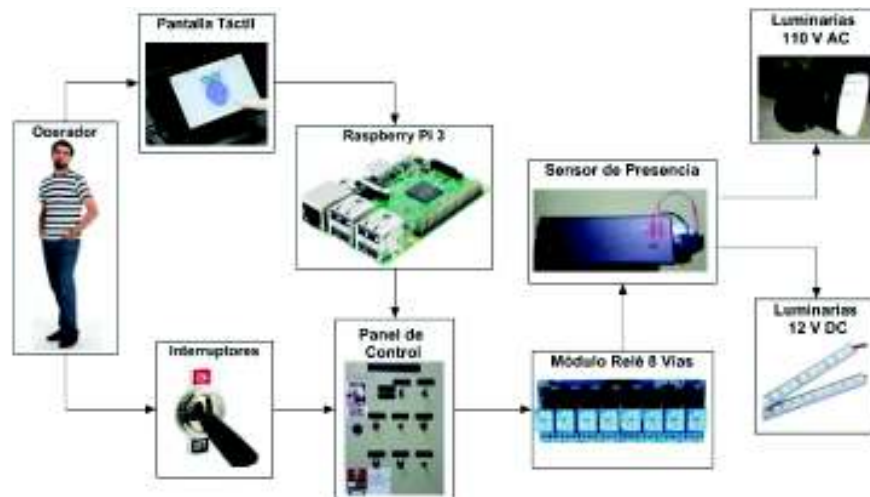 Pantalla Táctil
Luminarias
110 V AC
Operador
Raspberry Pi 3
Sensor de Presencia
Luminarias
12 V DC
Interruptores
Panel de
Control
Módulo Relé 8 Vías